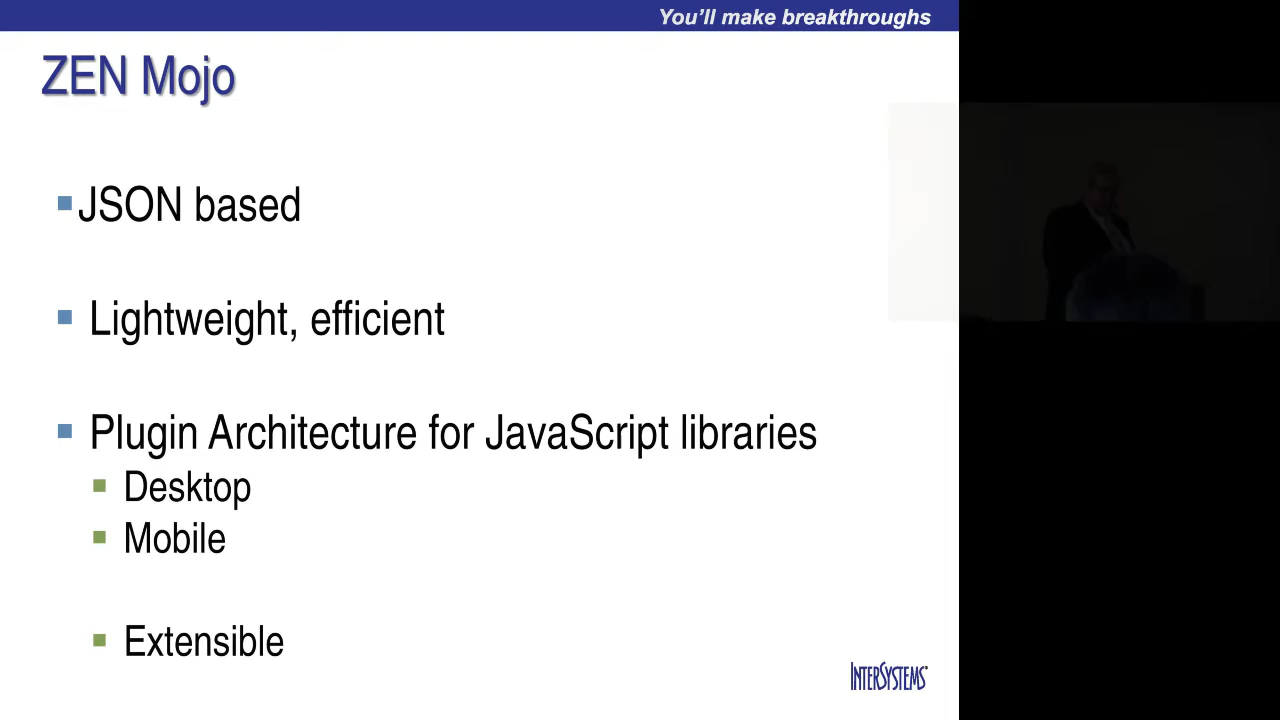 You'll make breakthroughs
ZEN Mojo
JSON based
Lightweight, efficient
Plugin Architecture for JavaScript libraries
Desktop
Mobile
Extensible
INTERSYSTEMS